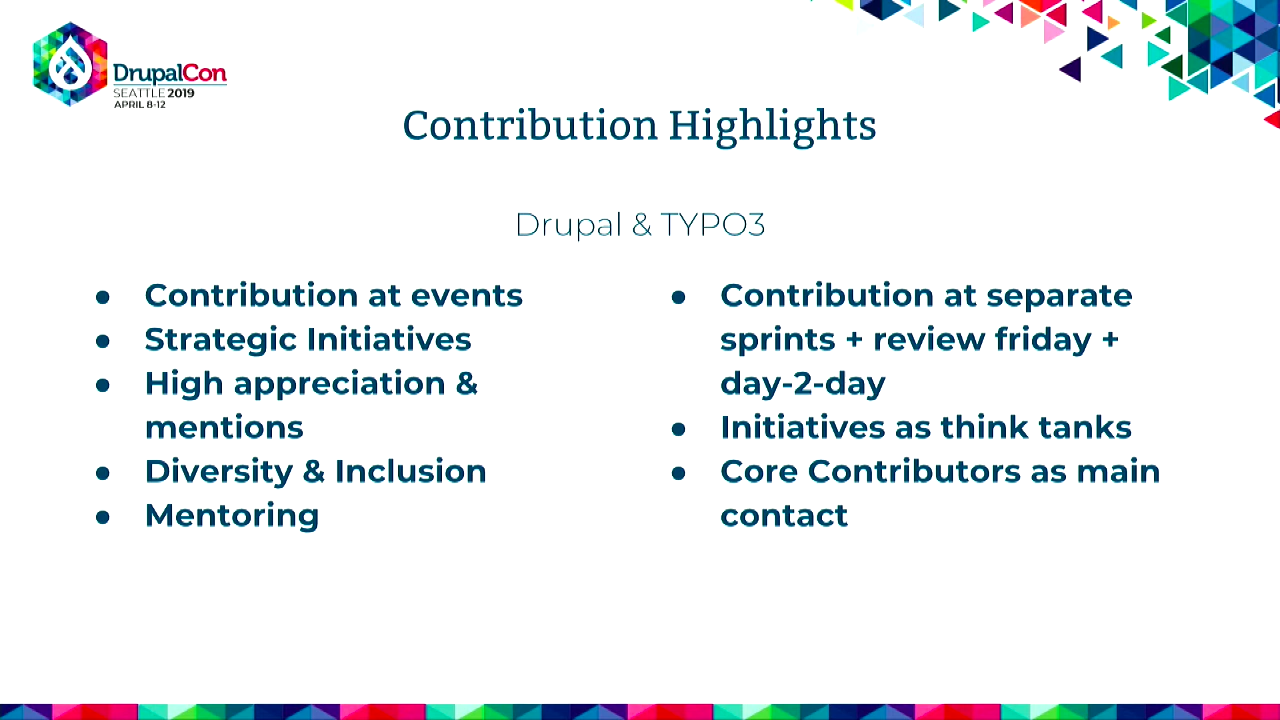 DrupalCon
SEATTLE 2019
APRIL 8-12
Contribution Highlights
Drupal & TYPO3
● Contribution at events
● Strategic Initiatives
● High appreciation &
mentions
● Diversity & Inclusion
● Mentoring
● Contribution at separate
sprints + review friday +
day-2-day
● Initiatives as think tanks
● Core Contributors as main
contact